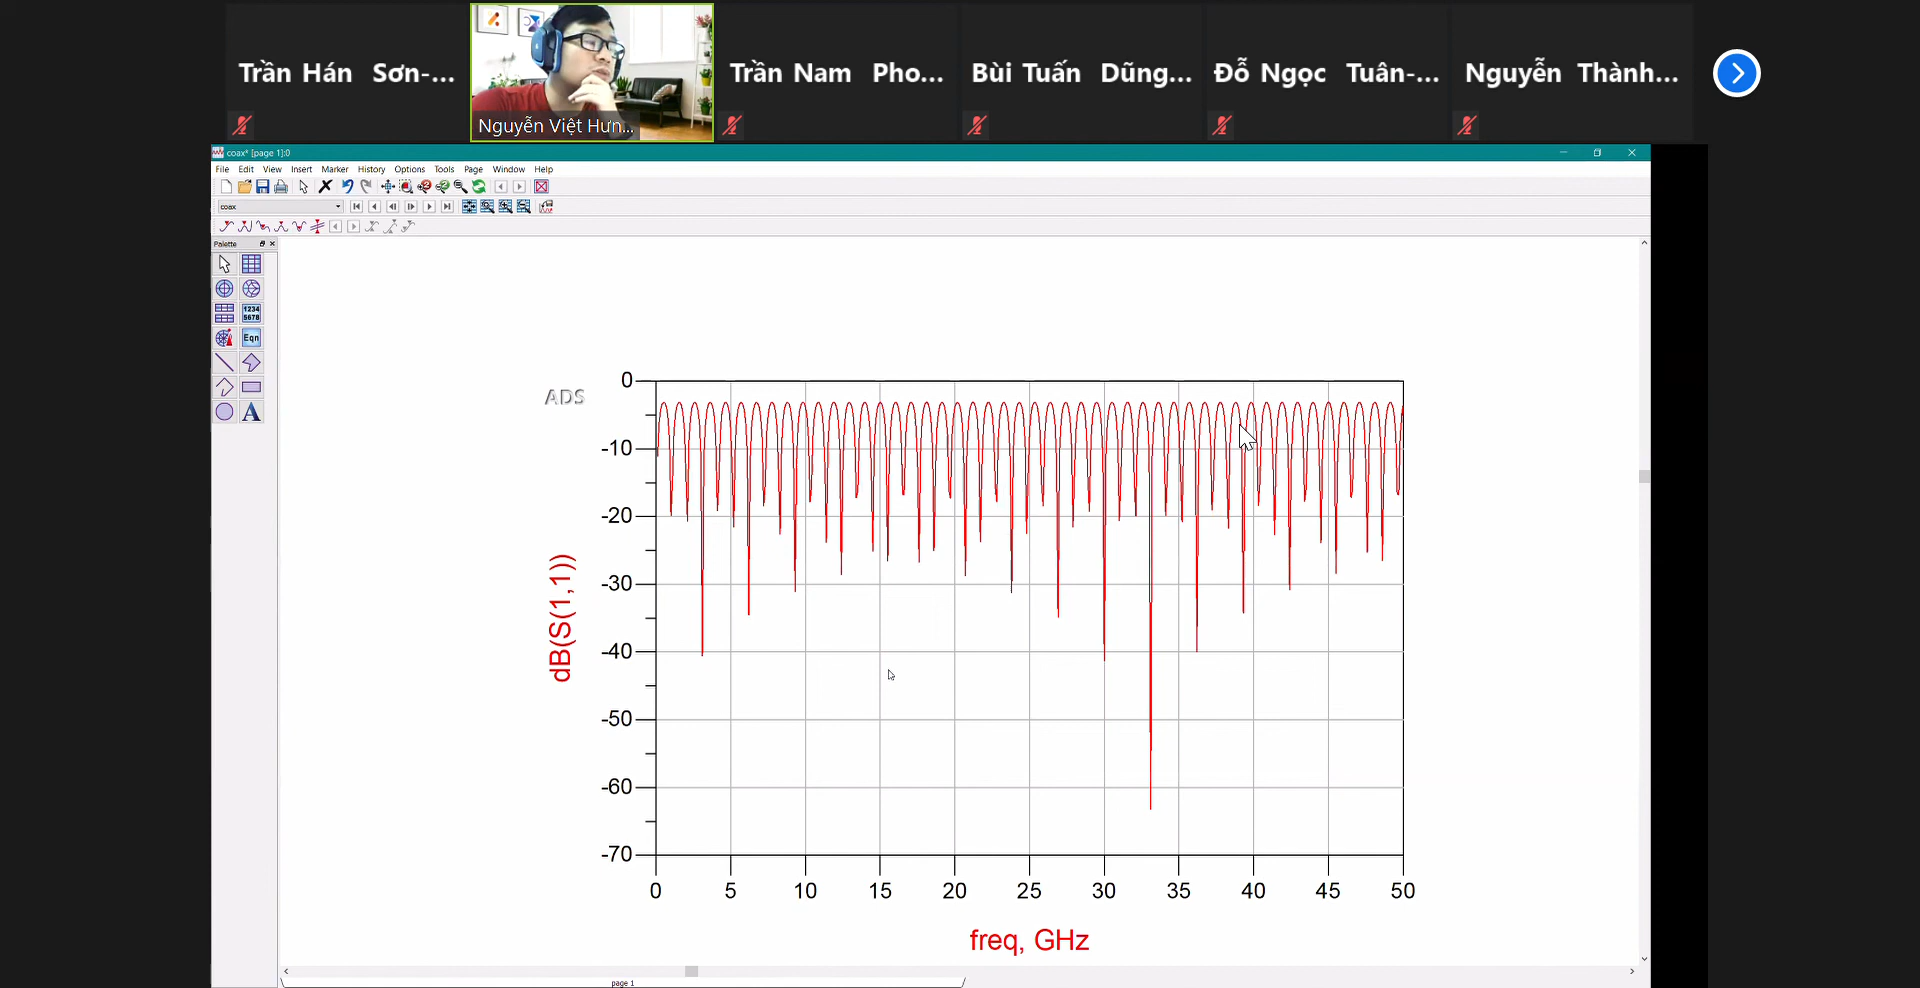 Trần Hán Sơn-...
Nguyễn Việt Hun...
Trần Nam Pho...
Bùi Tuấn Dũng...
Đỗ Ngọc Tuân-...
Nguyễn Thành...
coax* [page 1]:0
File Edit View Insert Marker History Options Tools Page Window Help
coax
Palette
1234
5678
Eqn
A
ADS
0
-10
-20
-30
-40
-50
-60
-70
dB(S(1,1))
0 5 10 15 20 25 30 35 40 45 50
freq, GHz
page 1